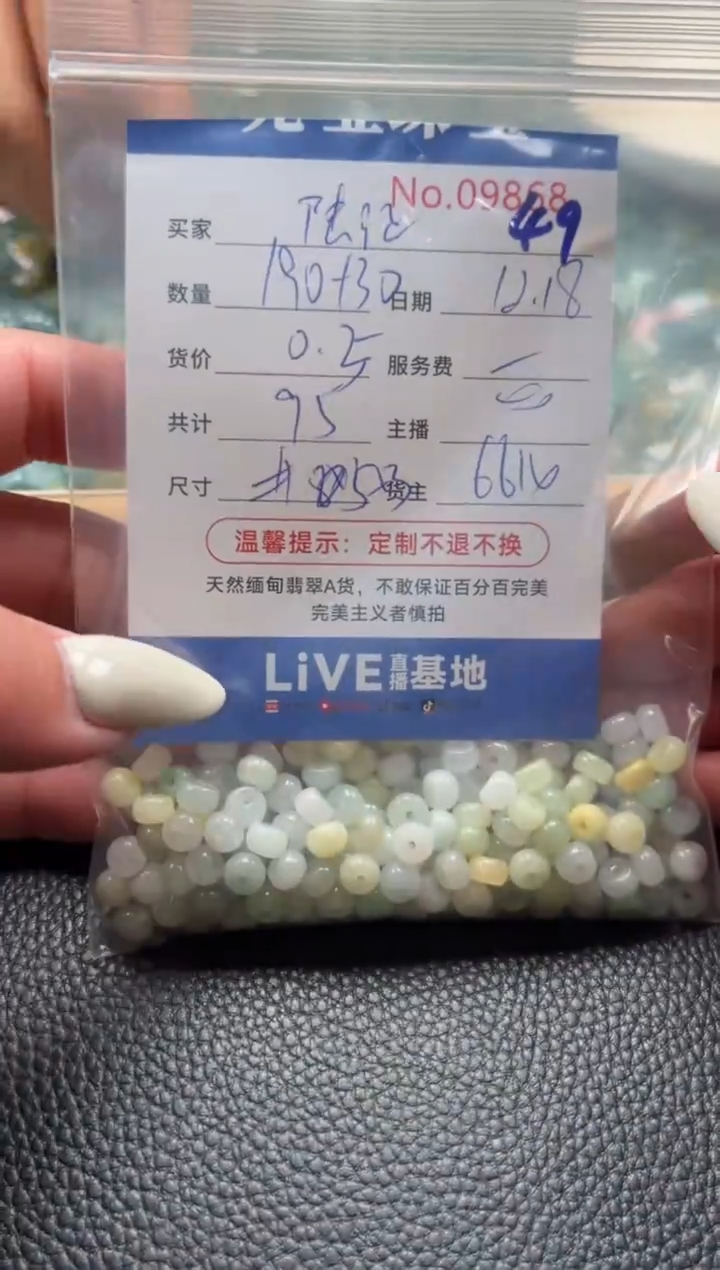 No.09868
买家 49
数量 190+30 日期 12.18
货价 0.5 服务费
共计 95 主播
尺寸 货主 6616
温馨提示：定制不退不换
天然缅甸翡翠A货，不敢保证百分百完美
完美主义者慎拍
LiVE直播基地